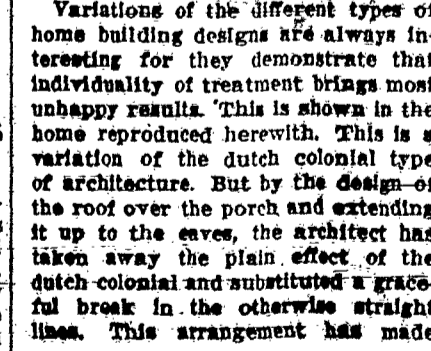 Variations of the different types of
home building designs are always in-
teresting for they demonstrate that
individuality of treatment brings most
unhappy results. This is shown in the
home reproduced herewith. This is a
variation of the dutch colonial type
of architecture. But by the design of
the roof over the porch and extending
it up to the eaves, the architect has
taken away the plain effect of the
dutch colonial and substituted a grace-
ful break in the otherwise straight
lines. This arrangement has made